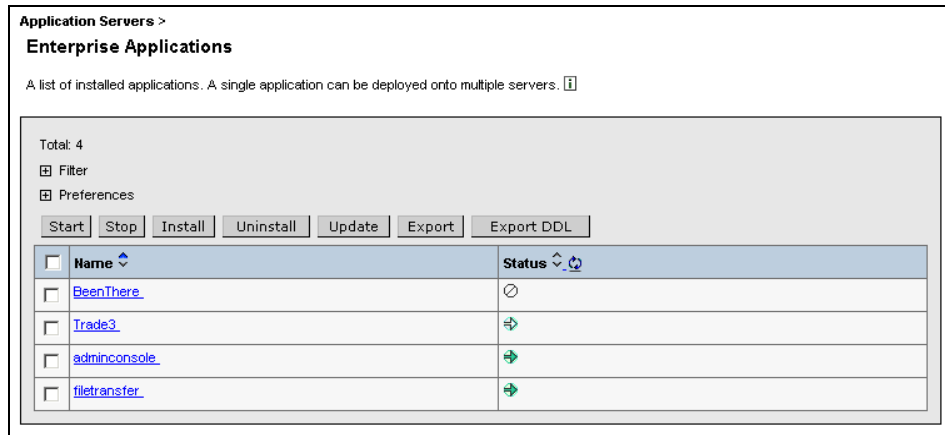 Application Servers >
Enterprise Applications
A list of installed applications. A single application can be deployed onto multiple servers. i
Total: 4
Filter
Preferences
Start Stop Install Uninstall Update Export Export DDL
Name Status
BeenThere
Trade3
adminconsole
filetransfer